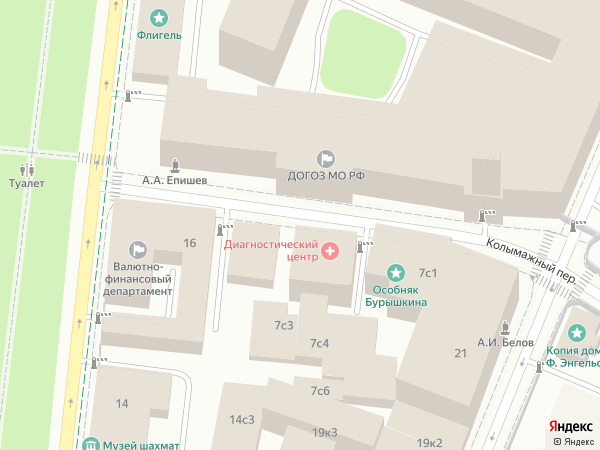 Флигель
ДОГОЗ МО РФ
Туалет
А.А. Епишев
16
Диагностический
центр
Колымажный пер.
Валютно-
финансовый
департамент
7с1
Особняк
Бурышкина
7с3
7с4
А.И. Белов
21
Копия дом
Ф. Энгельс
7с6
14
14с3
19к3
19к2
Музей шахмат
Яндекс
© Яндекс